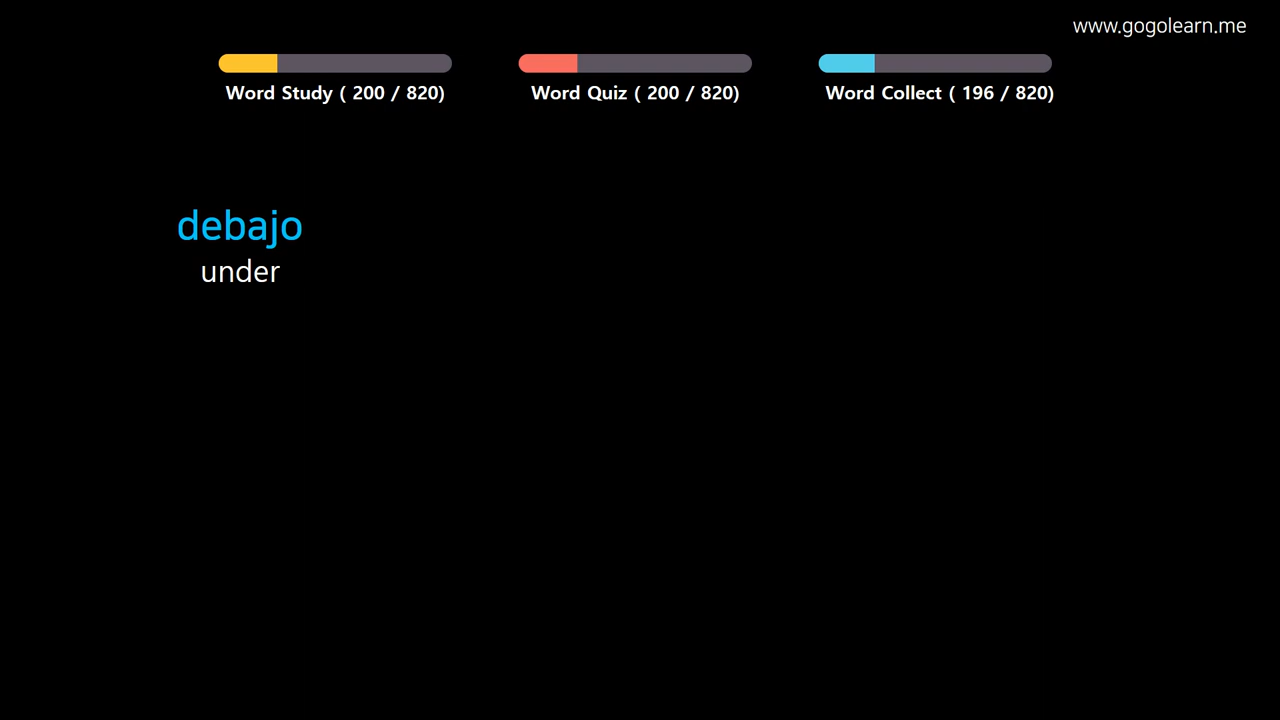 www.gogolearn.me
Word Study ( 200 / 820)
Word Quiz ( 200 / 820)
Word Collect ( 196 / 820)
debajo
under